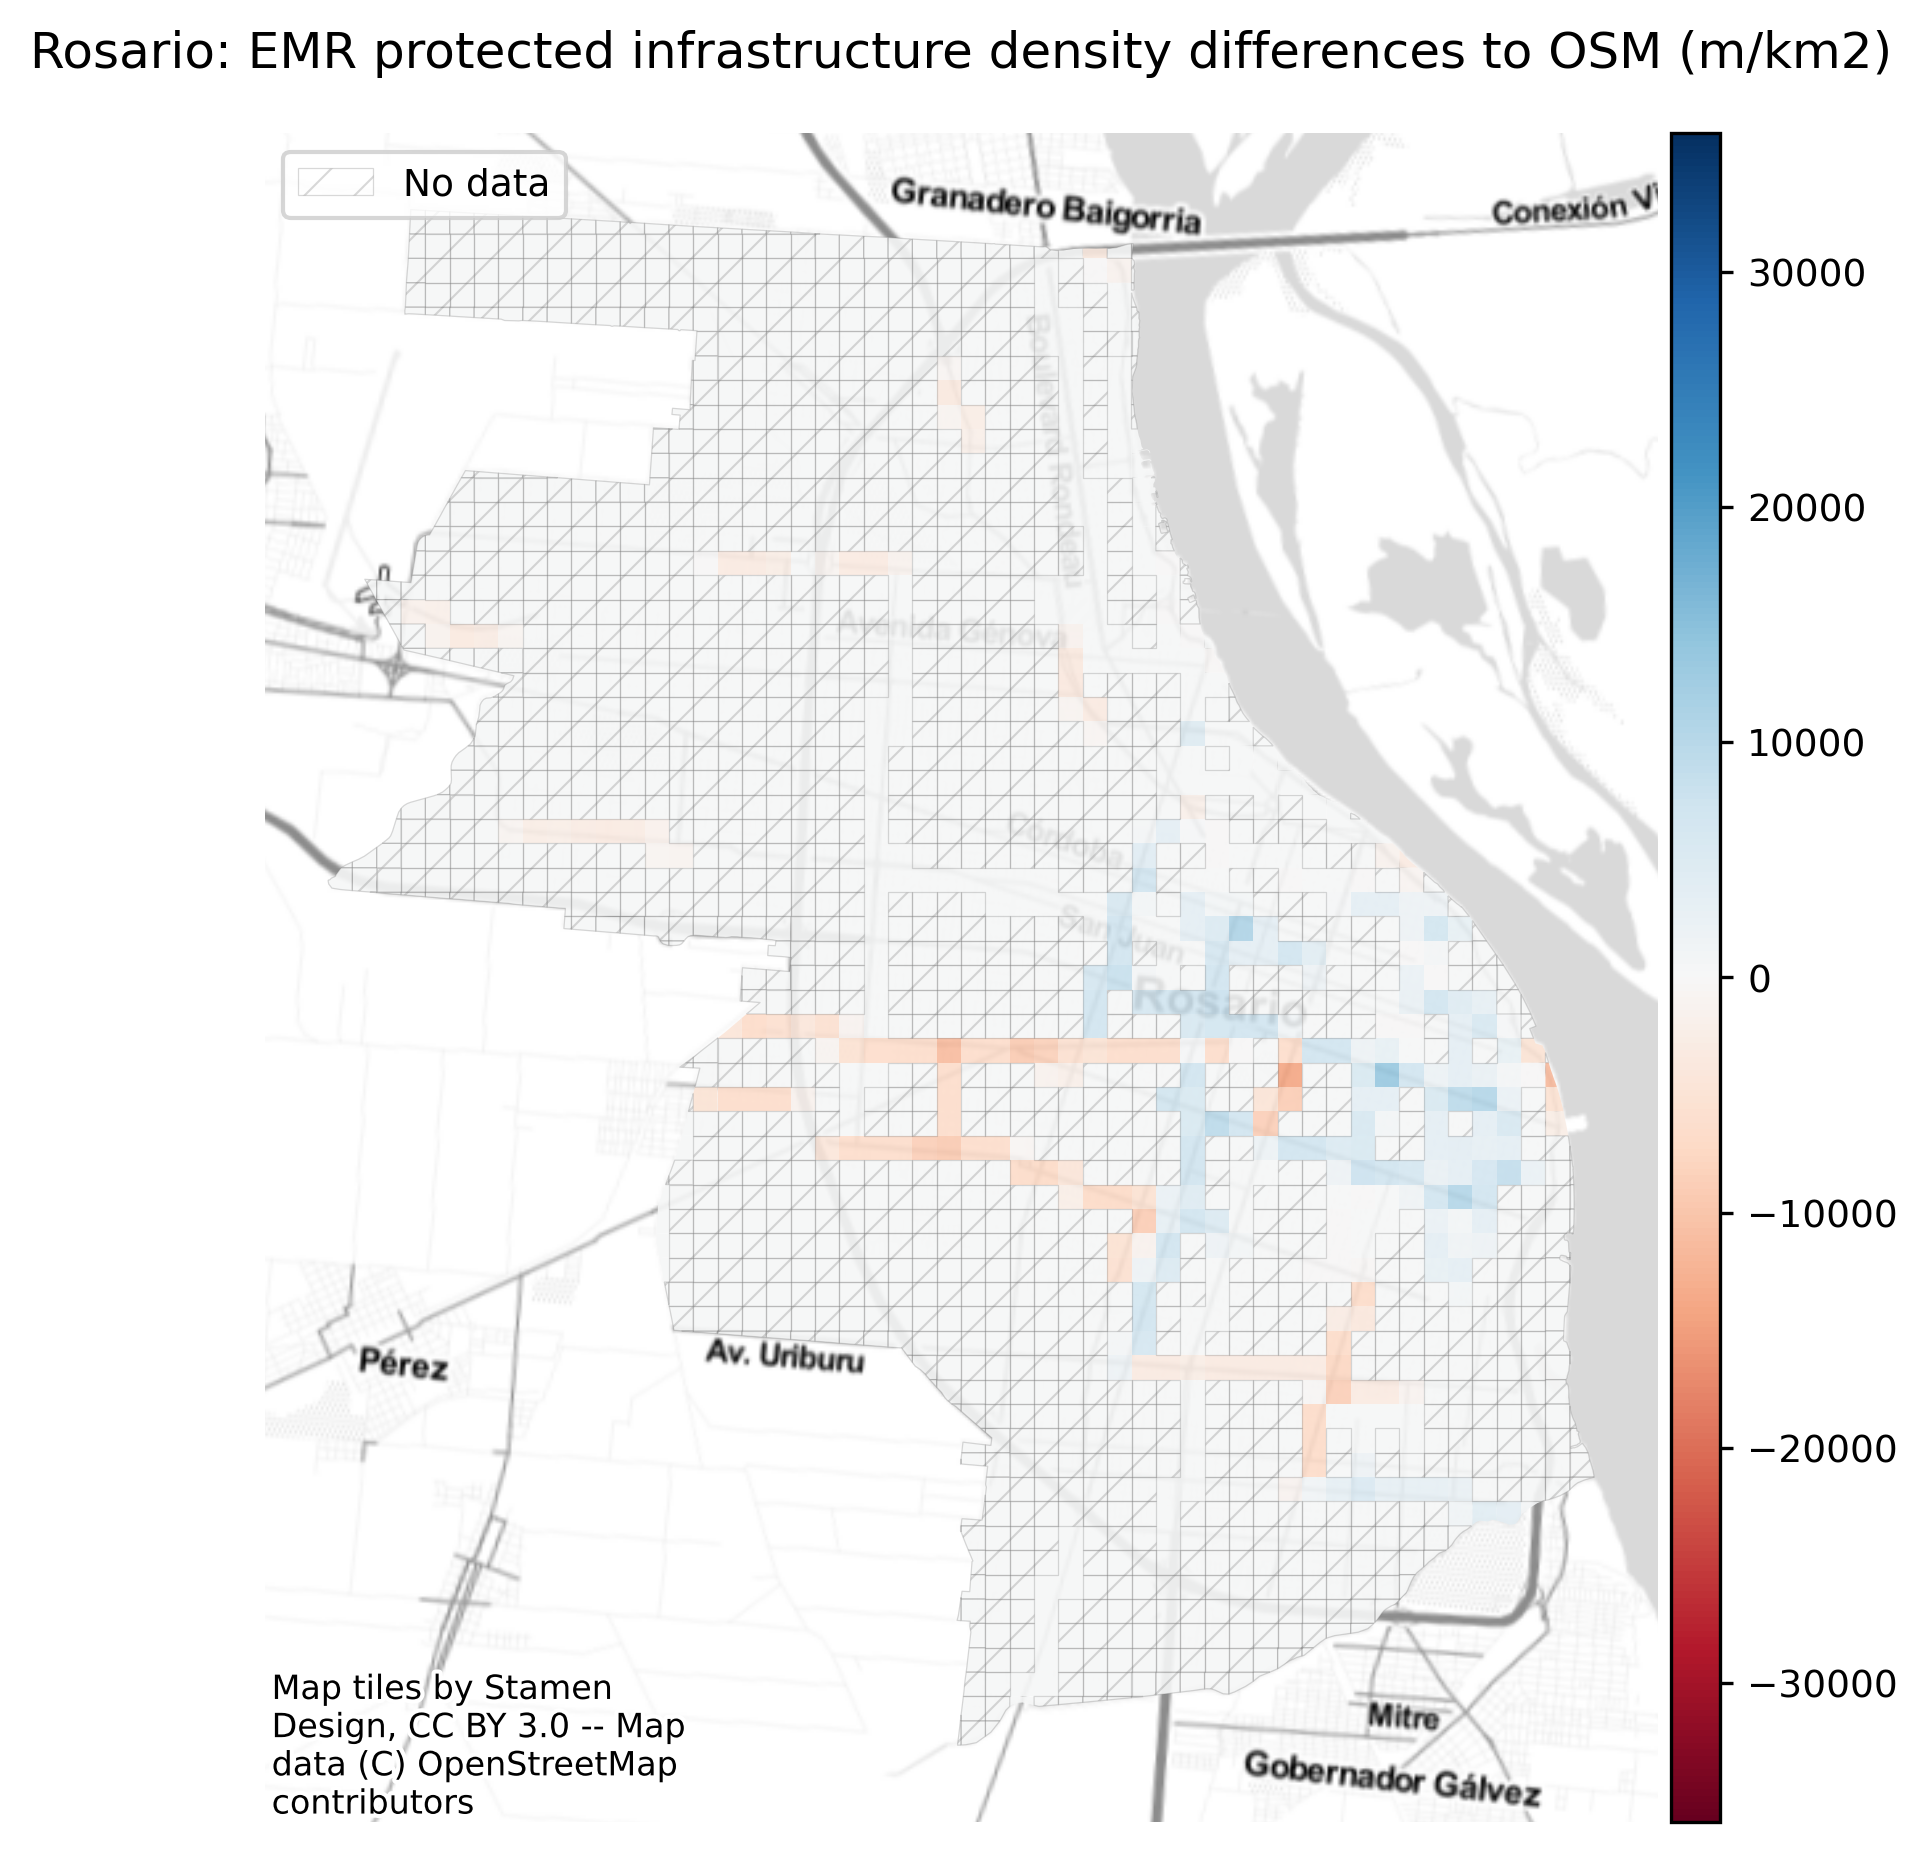 Rosario: EMR protected infrastructure density differences to OSM (m/km2)
No data
Granadero Baigorria
Conexión Vi
Boulevard Rondeau
Avenida Génova
Córdoba
San Juan
Rosario
Pérez
Av. Uriburu
Mitre
Gobernador Gálvez
30000
20000
10000
0
−10000
−20000
−30000
Map tiles by Stamen
Design, CC BY 3.0 -- Map
data (C) OpenStreetMap
contributors